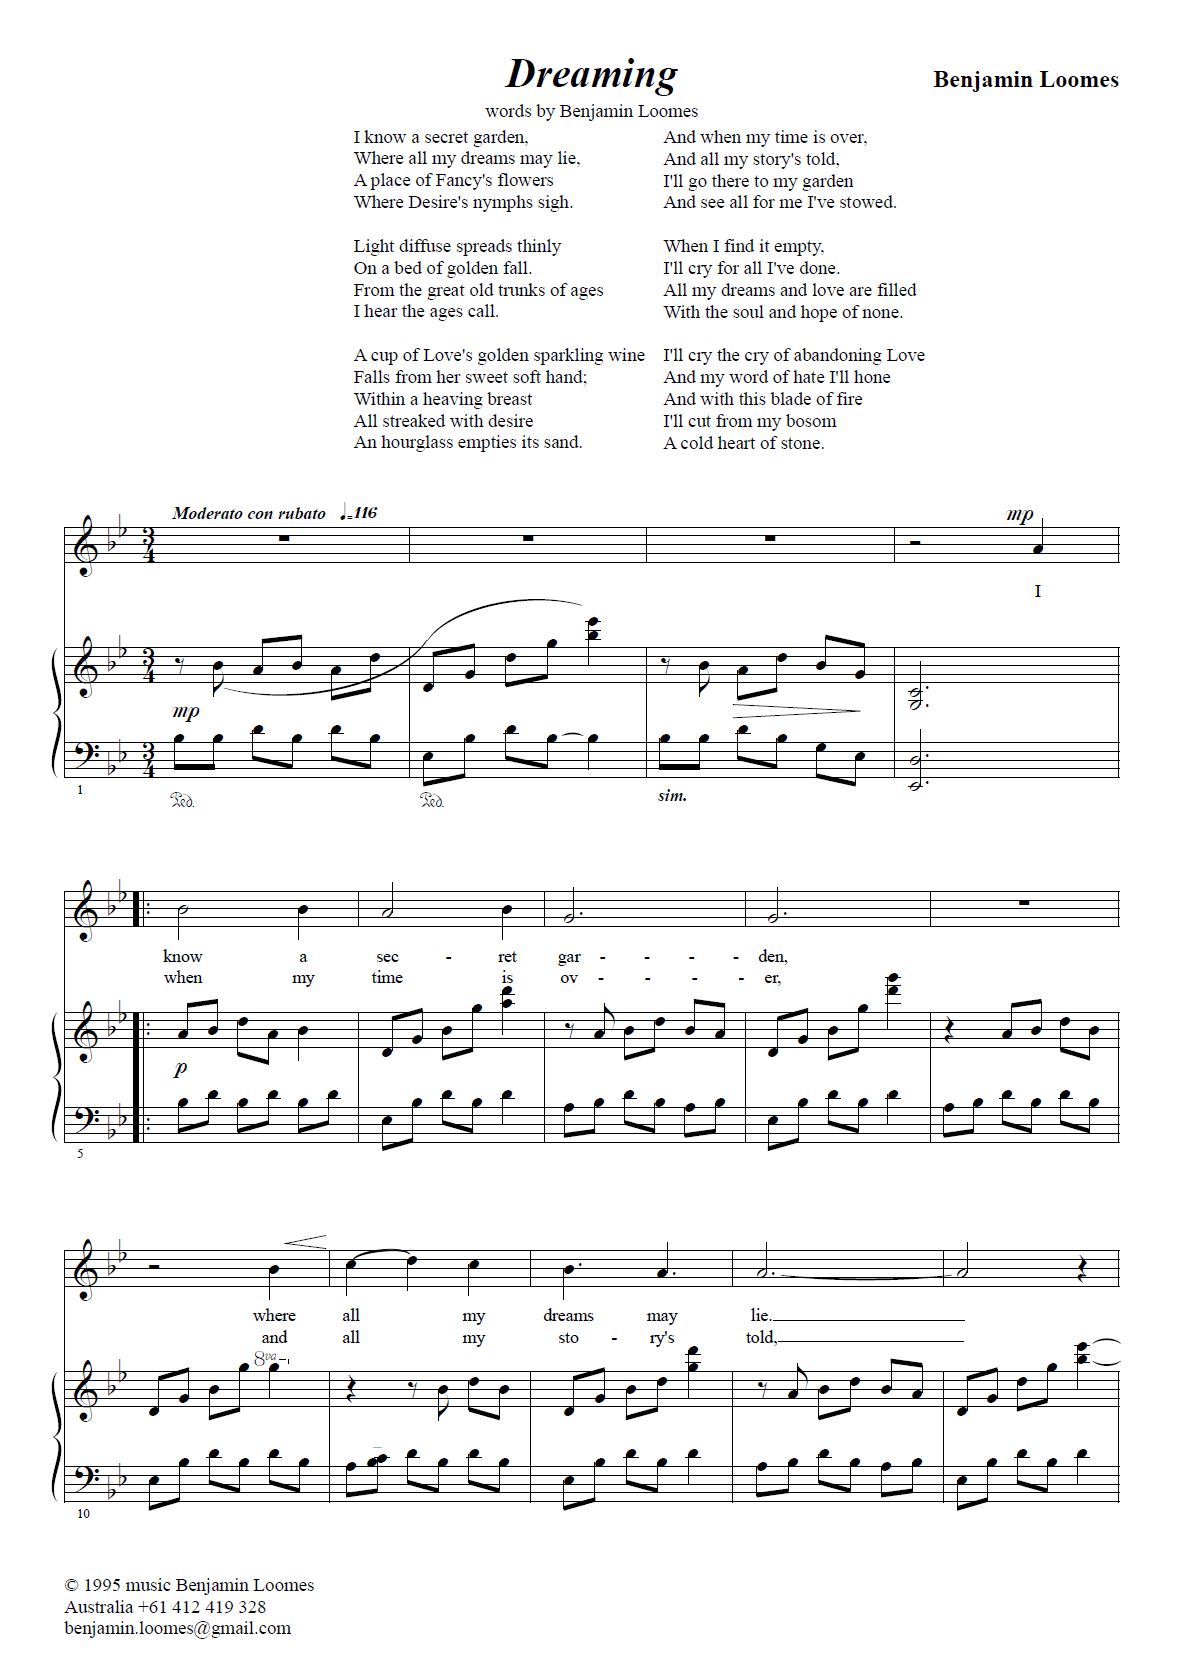 Dreaming
Benjamin Loomes
words by Benjamin Loomes
I know a secret garden,
Where all my dreams may lie,
A place of Fancy's flowers
Where Desire's nymphs sigh.
Light diffuse spreads thinly
On a bed of golden fall.
From the great old trunks of ages
I hear the ages call.
A cup of Love's golden sparkling wine
Falls from her sweet soft hand;
Within a heaving breast
All streaked with desire
An hourglass empties its sand.
And when my time is over,
And all my story's told,
I'll go there to my garden
And see all for me I've stowed.
When I find it empty,
I'll cry for all I've done.
All my dreams and love are filled
With the soul and hope of none.
I'll cry the cry of abandoning Love
And my word of hate I'll hone
And with this blade of fire
I'll cut from my bosom
A cold heart of stone.
Moderato con rubato ♩.=116
mp
3 4
I
3 4
mp
3 4
1
Ped. Ped. sim.
know a sec - ret gar - - - - den,
when my time is ov - - - - er,
p
5
where all my dreams may lie.
and all my sto - ry's told,
8va
10
© 1995 music Benjamin Loomes
Australia +61 412 419 328
benjamin.loomes@gmail.com